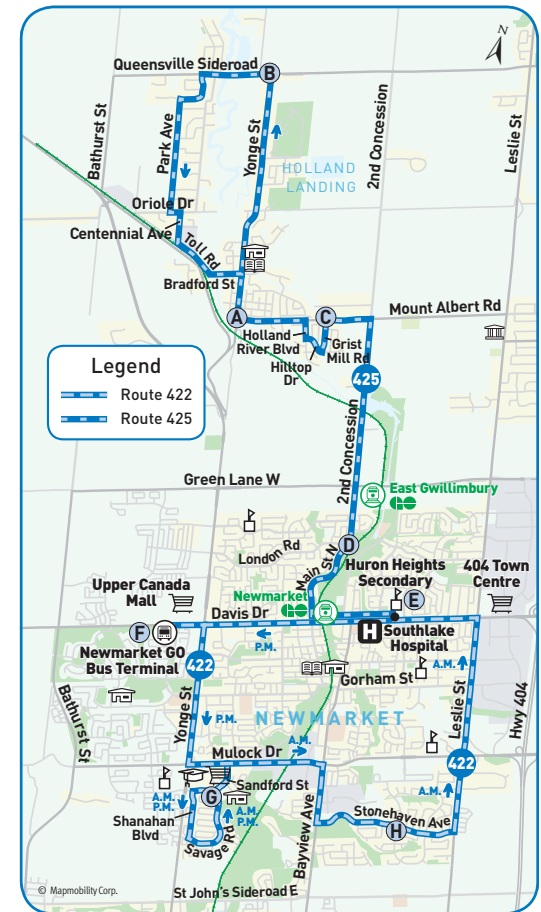 N
Queensville Sideroad
B
Bathurst St
Park Ave
Yonge St
2nd Concession
Leslie St
HOLLAND
LANDING
Oriole Dr
Centennial Ave
Toll Rd
Bradford St
A
C
Mount Albert Rd
Holland
River Blvd
Grist
Mill Rd
Hilltop
Dr
Legend
Route 422
Route 425
425
2nd Concession
Green Lane W
East Gwillimbury
London Rd
D
Main St N
Huron Heights
Secondary
E
404 Town
Centre
Upper Canada
Mall
Newmarket
Davis Dr
F
P.M.
H
Southlake
Hospital
Newmarket GO
Bus Terminal
422
A.M.
Gorham St
Bathurst St
Yonge St
P.M.
NEWMARKET
Leslie St
Hwy 404
A.M.
Mulock Dr
422
Sandford St
G
A.M.
P.M.
A.M.
P.M.
A.M.
Shanahan
Blvd
Savage Rd
Bayview Ave
Stonehaven Ave
H
© Mapmobility Corp.
St John's Sideroad E